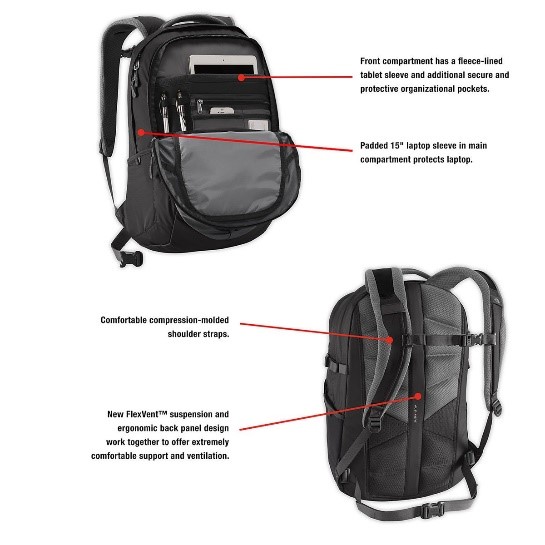 Front compartment has a fleece-lined
tablet sleeve and additional secure and
protective organizational pockets.
Padded 15" laptop sleeve in main
compartment protects laptop.
Comfortable compression-molded
shoulder straps.
New FlexVent™ suspension and
ergonomic back panel design
work together to offer extremely
comfortable support and ventilation.